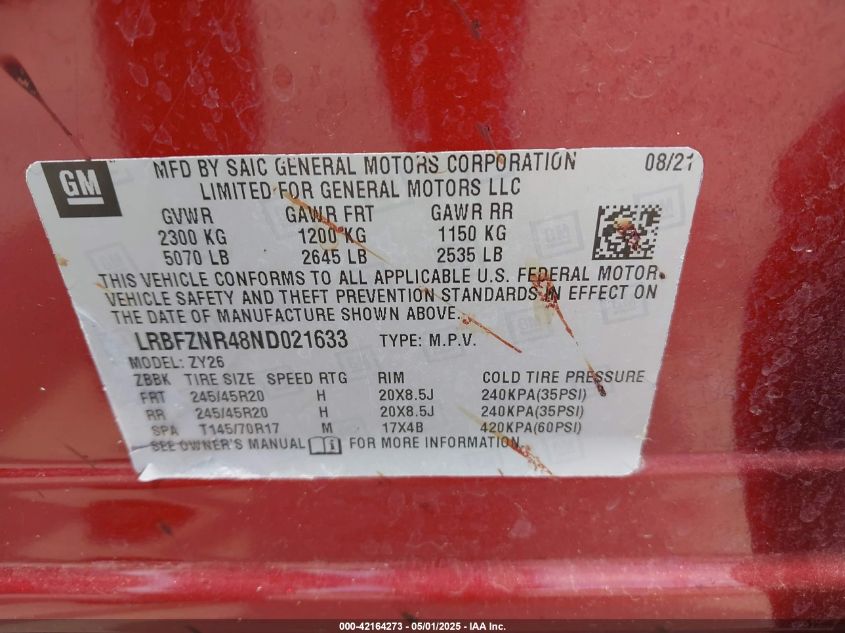 GM
MFD BY SAIC GENERAL MOTORS CORPORATION 08/21
LIMITED FOR GENERAL MOTORS LLC
GVWR GAWR FRT GAWR RR
2300 KG 1200 KG 1150 KG
5070 LB 2645 LB 2535 LB
THIS VEHICLE CONFORMS TO ALL APPLICABLE U.S. FEDERAL MOTOR
VEHICLE SAFETY AND THEFT PREVENTION STANDARDS IN EFFECT ON
THE DATE OF MANUFACTURE SHOWN ABOVE.
LRBFZNR48ND021633 TYPE: M.P.V.
MODEL: ZY26
ZBBK TIRE SIZE SPEED RTG RIM COLD TIRE PRESSURE
FRT 245/45R20 H 20X8.5J 240KPA(35PSI)
RR 245/45R20 H 20X8.5J 240KPA(35PSI)
SPA T145/70R17 M 17X4B 420KPA(60PSI)
SEE OWNER'S MANUAL FOR MORE INFORMATION.
000-42164273 - 05/01/2025 - IAA Inc.